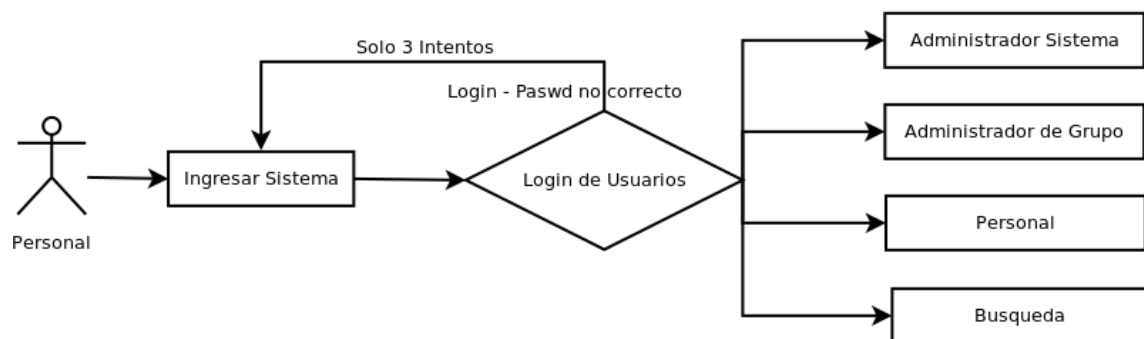 Solo 3 Intentos
Login - Paswd no correcto
Personal
Ingresar Sistema
Login de Usuarios
Administrador Sistema
Administrador de Grupo
Personal
Busqueda